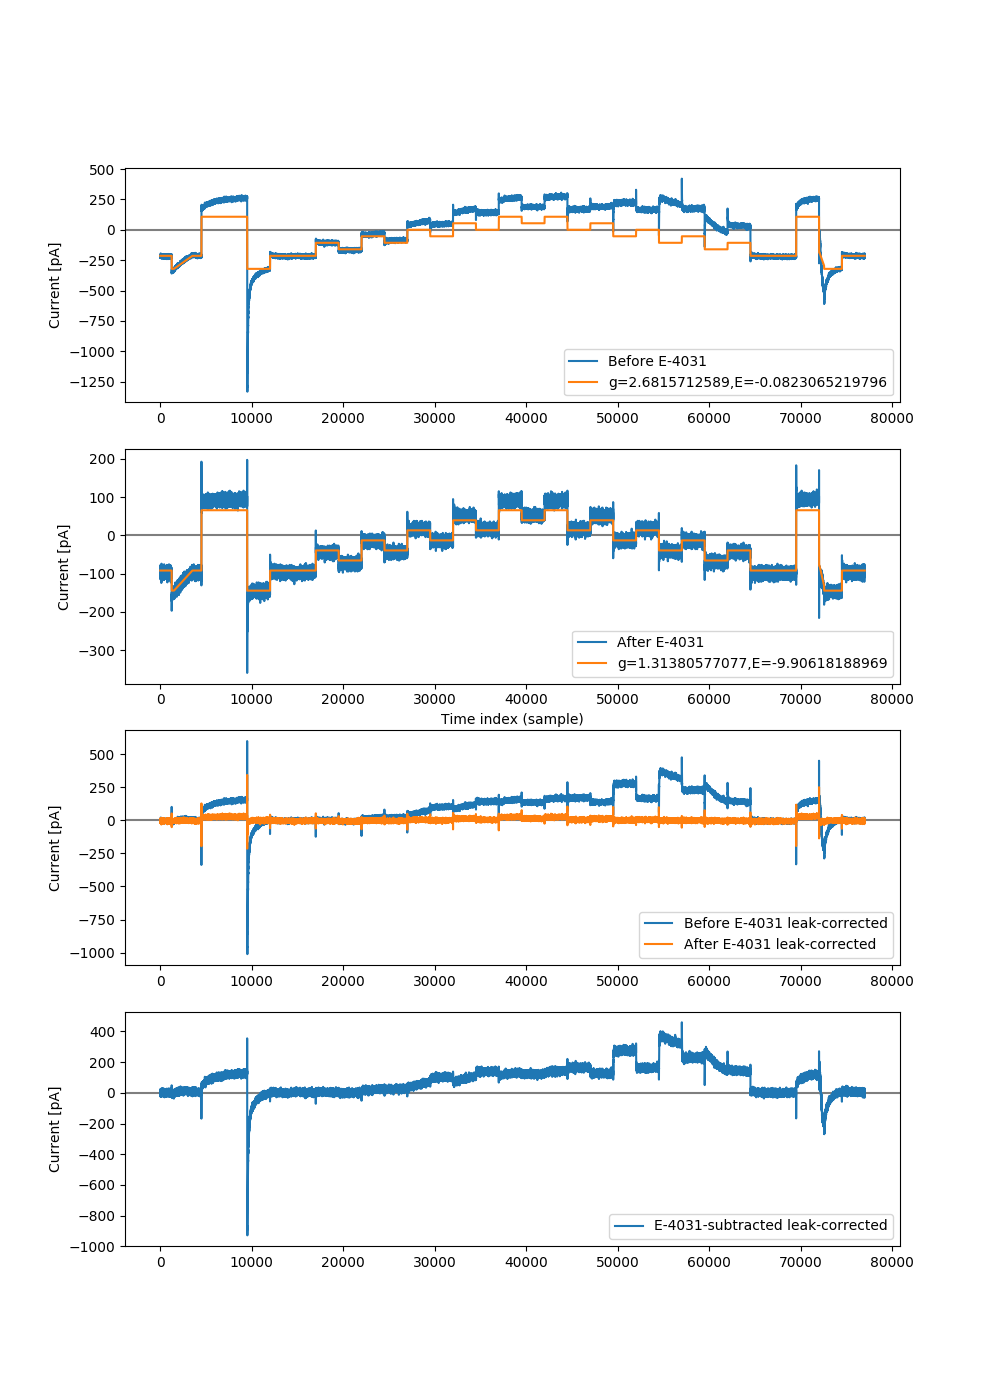 500
250
0
−250
−500
−750
−1000
−1250
Current [pA]
Before E-4031
g=2.6815712589,E=-0.0823065219796
0 10000 20000 30000 40000 50000 60000 70000 80000
200
100
0
−100
−200
−300
Current [pA]
After E-4031
g=1.31380577077,E=-9.90618188969
0 10000 20000 30000 40000 50000 60000 70000 80000
Time index (sample)
500
250
0
−250
−500
−750
−1000
Current [pA]
Before E-4031 leak-corrected
After E-4031 leak-corrected
0 10000 20000 30000 40000 50000 60000 70000 80000
400
200
0
−200
−400
−600
−800
−1000
Current [pA]
E-4031-subtracted leak-corrected
0 10000 20000 30000 40000 50000 60000 70000 80000